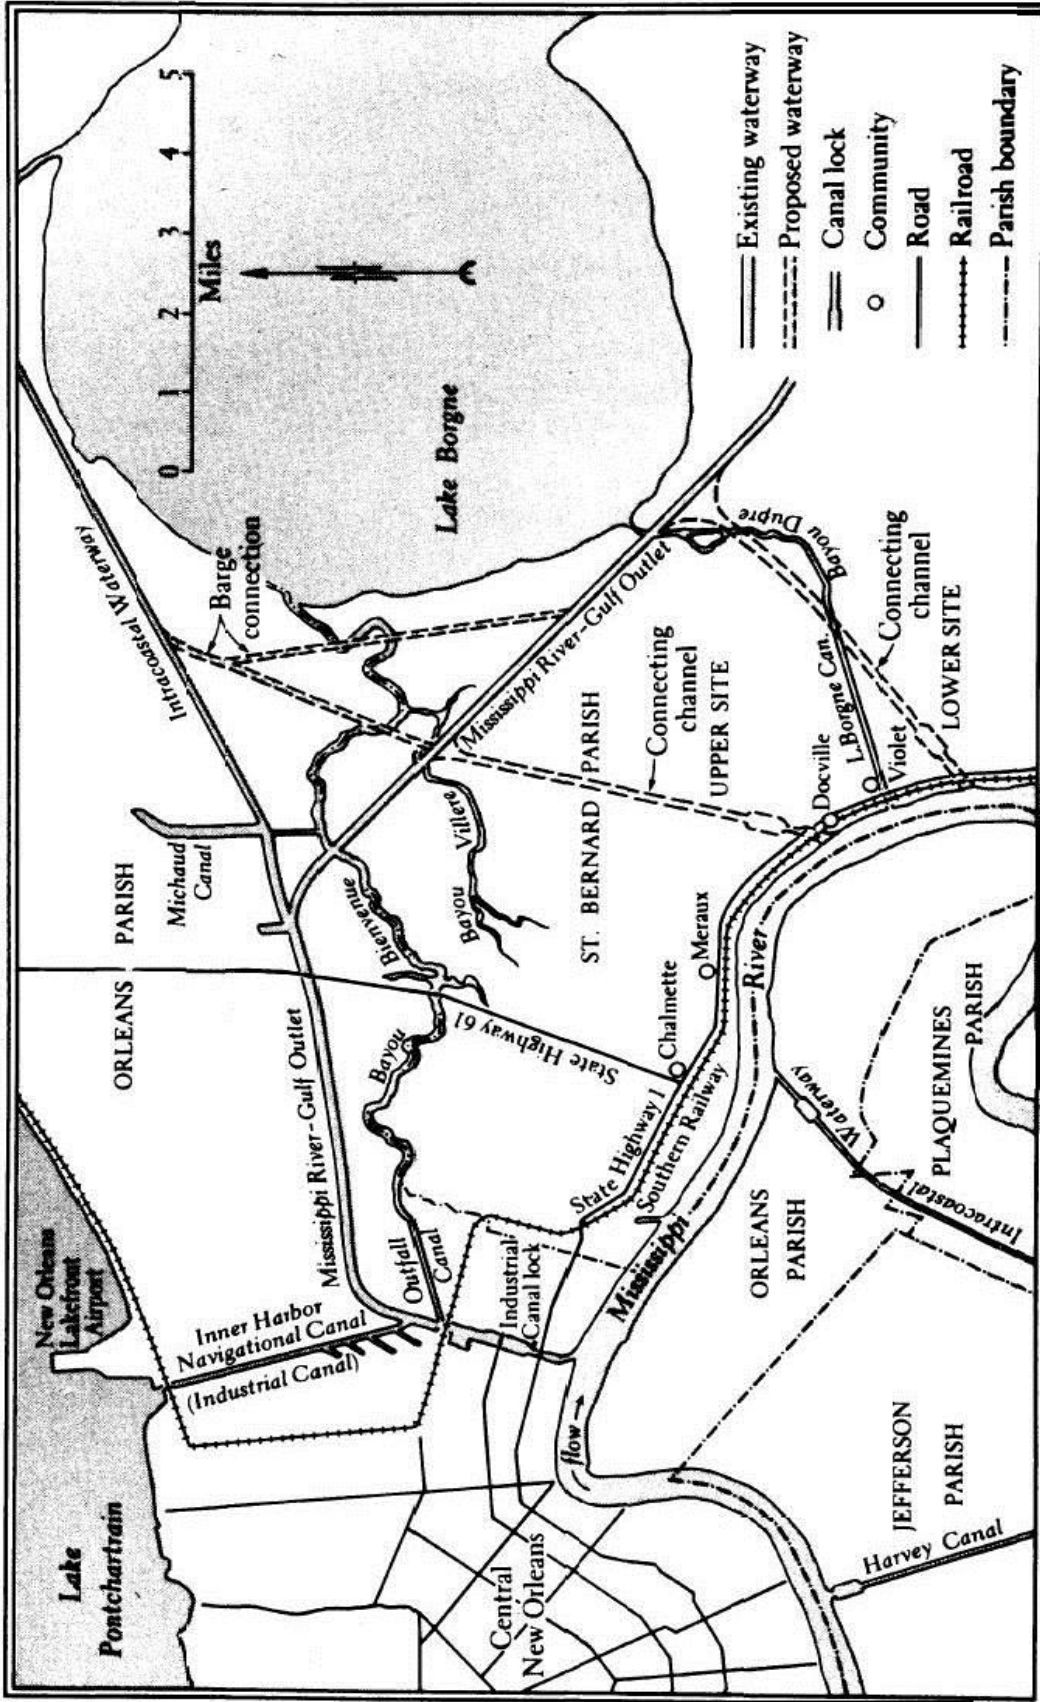 Lake
Pontchartrain
New Orleans
Lakefront
Airport
Inner Harbor
Navigational Canal
(Industrial Canal)
Mississippi River-Gulf Outlet
ORLEANS PARISH
Michaud
Canal
Intracoastal Waterway
Barge
connection
0 1 2 3 4 5
Miles
Lake Borgne
Outfall
Canal
Bayou
Bienvenue
State Highway 61
Bayou Villere
Mississippi River-Gulf Outlet
Industrial
Canal lock
Central
New Orleans
flow
Mississippi
River
State Highway 1
Southern Railway
Chalmette
Meraux
ST. BERNARD PARISH
Connecting
channel
UPPER SITE
Docville
L.Borgne Can.
Violet
Bayou Dupre
Connecting
channel
LOWER SITE
ORLEANS
PARISH
Intracoastal
Waterway
PLAQUEMINES
PARISH
JEFFERSON
PARISH
Harvey Canal
Existing waterway
Proposed waterway
Canal lock
Community
Road
Railroad
Parish boundary